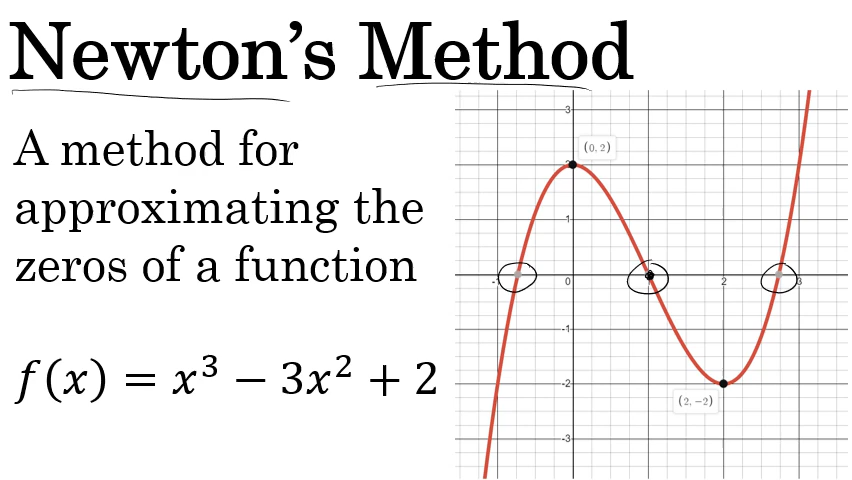 Newton's Method
A method for
approximating the
zeros of a function
f(x) = x³ − 3x² + 2
3
(0, 2)
2
1
-1
0
2
3
-1
-2
(2, −2)
-3